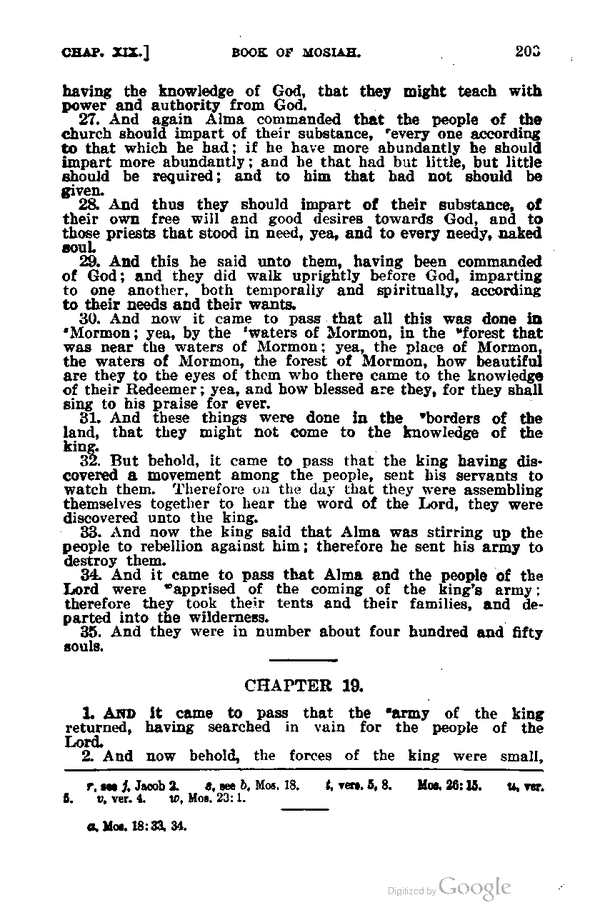 CHAP. XIX.] BOOK OF MOSIAH. 203
having the knowledge of God, that they might teach with
power and authority from God.
27. And again Alma commanded that the people of the
church should impart of their substance, ʳevery one according
to that which he had; if he have more abundantly he should
impart more abundantly; and he that had but little, but little
should be required; and to him that had not should be
given.
28. And thus they should impart of their substance, of
their own free will and good desires towards God, and to
those priests that stood in need, yea, and to every needy, naked
soul.
29. And this he said unto them, having been commanded
of God; and they did walk uprightly before God, imparting
to one another, both temporally and spiritually, according
to their needs and their wants.
30. And now it came to pass that all this was done in
ˢMormon; yea, by the ᵗwaters of Mormon, in the ᵘforest that
was near the waters of Mormon; yea, the place of Mormon,
the waters of Mormon, the forest of Mormon, how beautiful
are they to the eyes of them who there came to the knowledge
of their Redeemer; yea, and how blessed are they, for they shall
sing to his praise for ever.
31. And these things were done in the ᵛborders of the
land, that they might not come to the knowledge of the
king.
32. But behold, it came to pass that the king having dis-
covered a movement among the people, sent his servants to
watch them. Therefore on the day that they were assembling
themselves together to hear the word of the Lord, they were
discovered unto the king.
33. And now the king said that Alma was stirring up the
people to rebellion against him; therefore he sent his army to
destroy them.
34. And it came to pass that Alma and the people of the
Lord were ʷapprised of the coming of the king's army;
therefore they took their tents and their families, and de-
parted into the wilderness.
35. And they were in number about four hundred and fifty
souls.
CHAPTER 19.
1. AND it came to pass that the ᵃarmy of the king
returned, having searched in vain for the people of the
Lord.
2. And now behold, the forces of the king were small,
r, see j, Jacob 2. s, see b, Mos. 18. t, vers. 5, 8. Mos. 26:15. u, ver.
5. v, ver. 4. w, Mos. 23:1.
a, Mos. 18:33, 34.
Digitized by Google